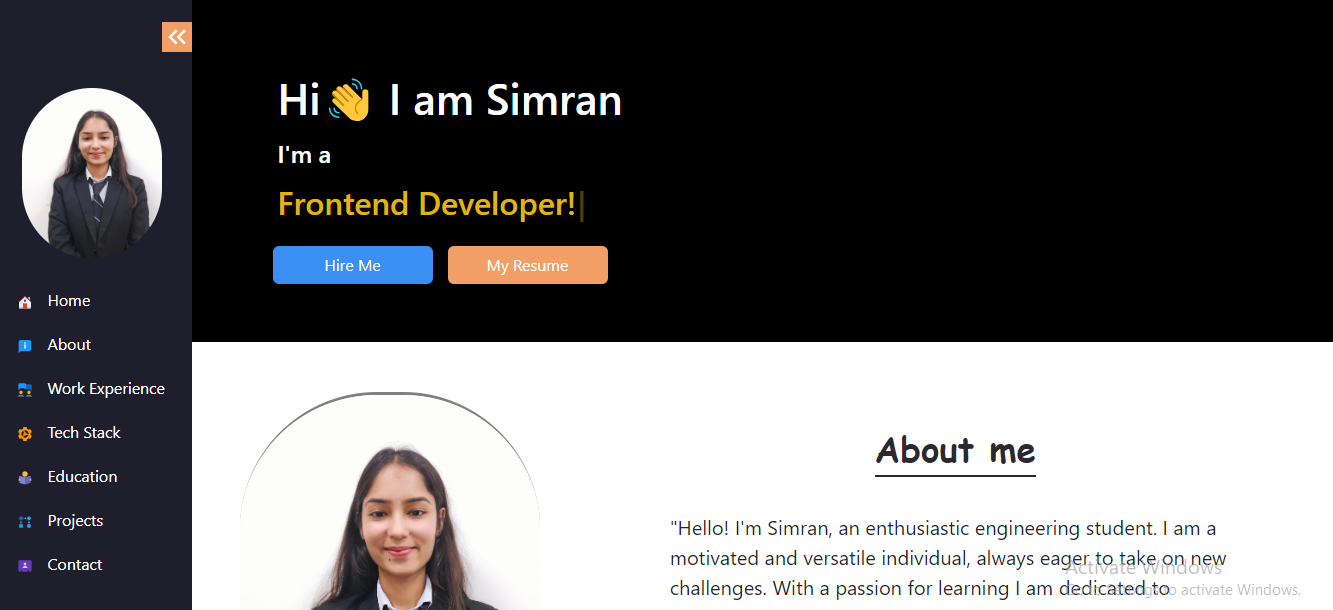 Hi👋 I am Simran
I'm a
Frontend Developer!|
Hire Me
My Resume
Home
About
Work Experience
Tech Stack
Education
Projects
Contact
About me
"Hello! I'm Simran, an enthusiastic engineering student. I am a
motivated and versatile individual, always eager to take on new
challenges. With a passion for learning I am dedicated to
Activate Windows
Go to Settings to activate Windows.